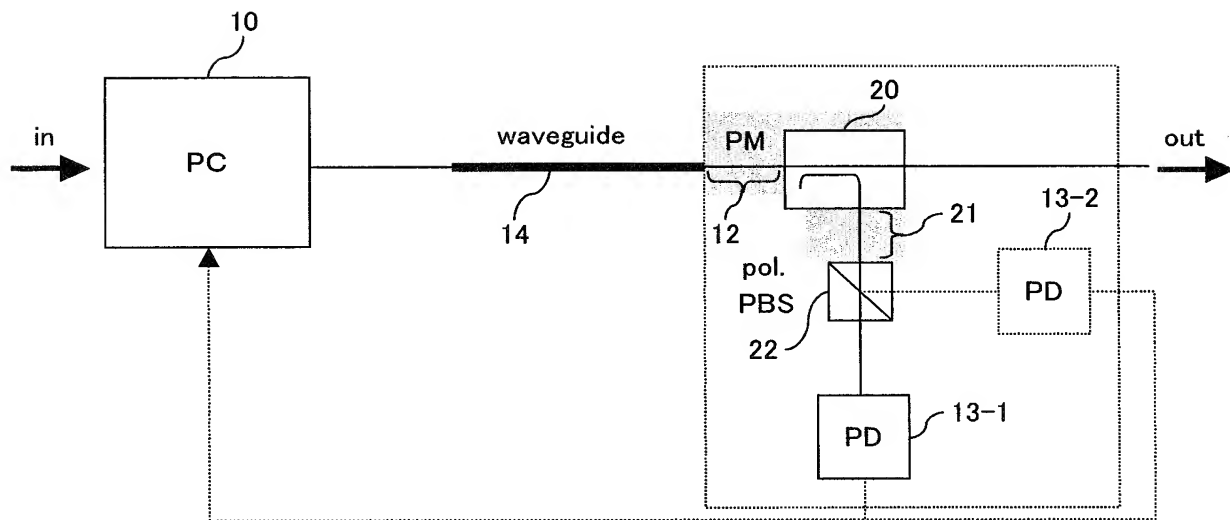 10
20
in
PC
waveguide
PM
out
14
12
21
13-2
pol.
PBS
PD
22
PD
13-1